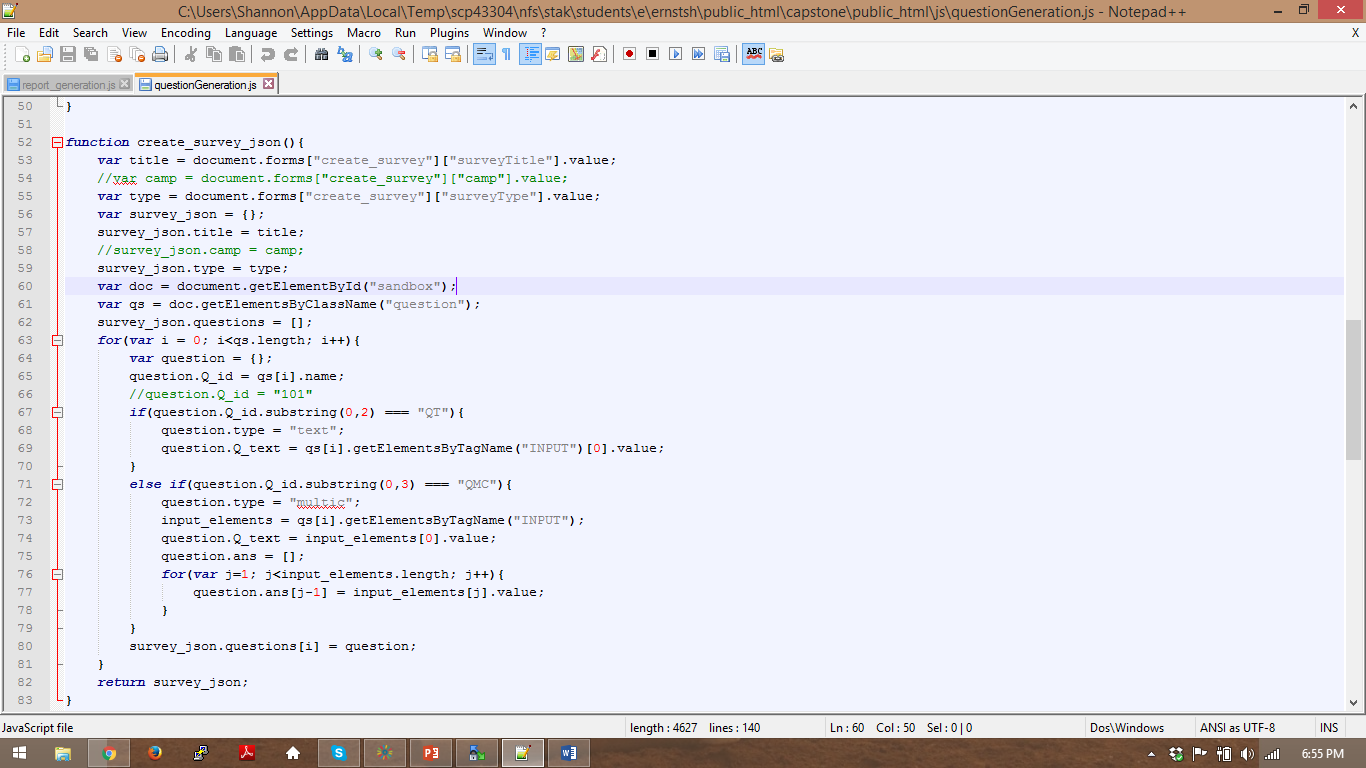 C:\Users\Shannon\AppData\Local\Temp\scp43304\nfs\stak\students\e\ernstsh\public_html\capstone\public_html\js\questionGeneration.js - Notepad++
File Edit Search View Encoding Language Settings Macro Run Plugins Window ? X
report_generation.js questionGeneration.js
50 }
51
52 function create_survey_json(){
53 var title = document.forms["create_survey"]["surveyTitle"].value;
54 //var camp = document.forms["create_survey"]["camp"].value;
55 var type = document.forms["create_survey"]["surveyType"].value;
56 var survey_json = {};
57 survey_json.title = title;
58 //survey_json.camp = camp;
59 survey_json.type = type;
60 var doc = document.getElementById("sandbox");
61 var qs = doc.getElementsByClassName("question");
62 survey_json.questions = [];
63 for(var i = 0; i<qs.length; i++){
64 var question = {};
65 question.Q_id = qs[i].name;
66 //question.Q_id = "101"
67 if(question.Q_id.substring(0,2) === "QT"){
68 question.type = "text";
69 question.Q_text = qs[i].getElementsByTagName("INPUT")[0].value;
70 }
71 else if(question.Q_id.substring(0,3) === "QMC"){
72 question.type = "multic";
73 input_elements = qs[i].getElementsByTagName("INPUT");
74 question.Q_text = input_elements[0].value;
75 question.ans = [];
76 for(var j=1; j<input_elements.length; j++){
77 question.ans[j-1] = input_elements[j].value;
78 }
79 }
80 survey_json.questions[i] = question;
81 }
82 return survey_json;
83 }
JavaScript file length : 4627 lines : 140 Ln : 60 Col : 50 Sel : 0 | 0 Dos\Windows ANSI as UTF-8 INS
6:55 PM